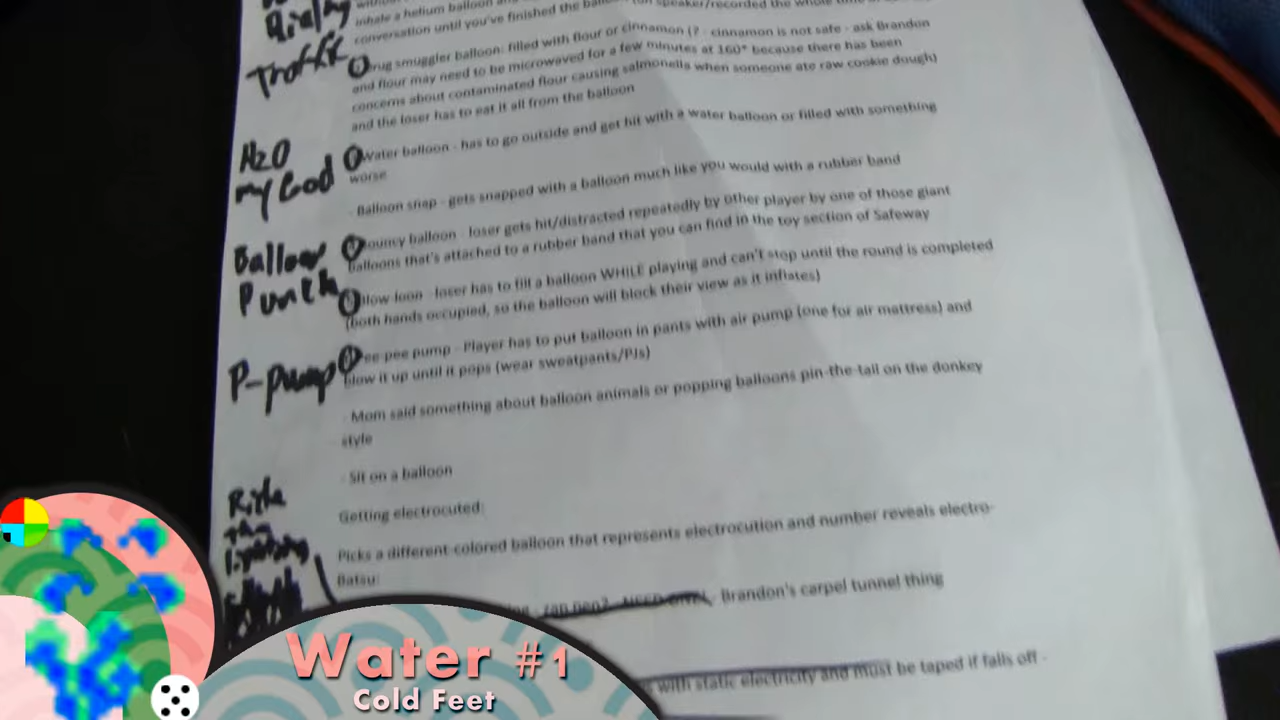 Dialing
inhale a helium balloon and
conversation until you've finished the
Traffic
rug smuggler balloon: filled with flour or cinnamon (? - cinnamon is not safe - ask Brandon
and flour may need to be microwaved for a few minutes at 160° because there has been
concerns about contaminated flour causing salmonella when someone ate raw cookie dough)
and the loser has to eat it all from the balloon
H2O
my God
Water balloon - has to go outside and get hit with a water balloon or filled with something
worse
- Balloon snap - gets snapped with a balloon much like you would with a rubber band
Balloon
Punch
ouncy balloon - loser gets hit/distracted repeatedly by other player by one of those giant
balloons that's attached to a rubber band that you can find in the toy section of Safeway
llow loon - loser has to fill a balloon WHILE playing and can't stop until the round is completed
(both hands occupied, so the balloon will block their view as it inflates)
P-pump
ee pee pump - Player has to put balloon in pants with air pump (one for air mattress) and
blow it up until it pops (wear sweatpants/PJs)
- Mom said something about balloon animals or popping balloons pin-the-tail on the donkey
style
- Sit on a balloon
Ride
the
lightning
Getting electrocuted:
Picks a different-colored balloon that represents electrocution and number reveals electro-
Batsu:
Brandon's carpel tunnel thing
with static electricity and must be taped if falls off -
Water #1
Cold Feet